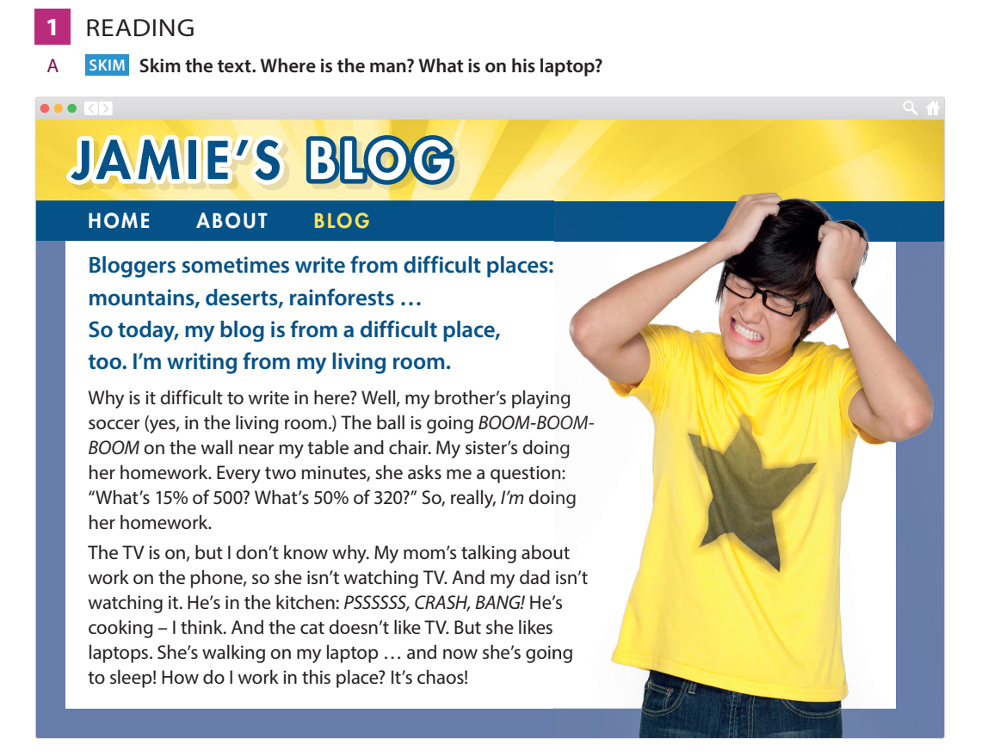 1 READING
A SKIM Skim the text. Where is the man? What is on his laptop?
JAMIE'S BLOG
HOME ABOUT BLOG
Bloggers sometimes write from difficult places:
mountains, deserts, rainforests …
So today, my blog is from a difficult place,
too. I'm writing from my living room.
Why is it difficult to write in here? Well, my brother's playing
soccer (yes, in the living room.) The ball is going BOOM-BOOM-
BOOM on the wall near my table and chair. My sister's doing
her homework. Every two minutes, she asks me a question:
“What's 15% of 500? What's 50% of 320?” So, really, I'm doing
her homework.
The TV is on, but I don't know why. My mom's talking about
work on the phone, so she isn't watching TV. And my dad isn't
watching it. He's in the kitchen: PSSSSSS, CRASH, BANG! He's
cooking – I think. And the cat doesn't like TV. But she likes
laptops. She's walking on my laptop … and now she's going
to sleep! How do I work in this place? It's chaos!